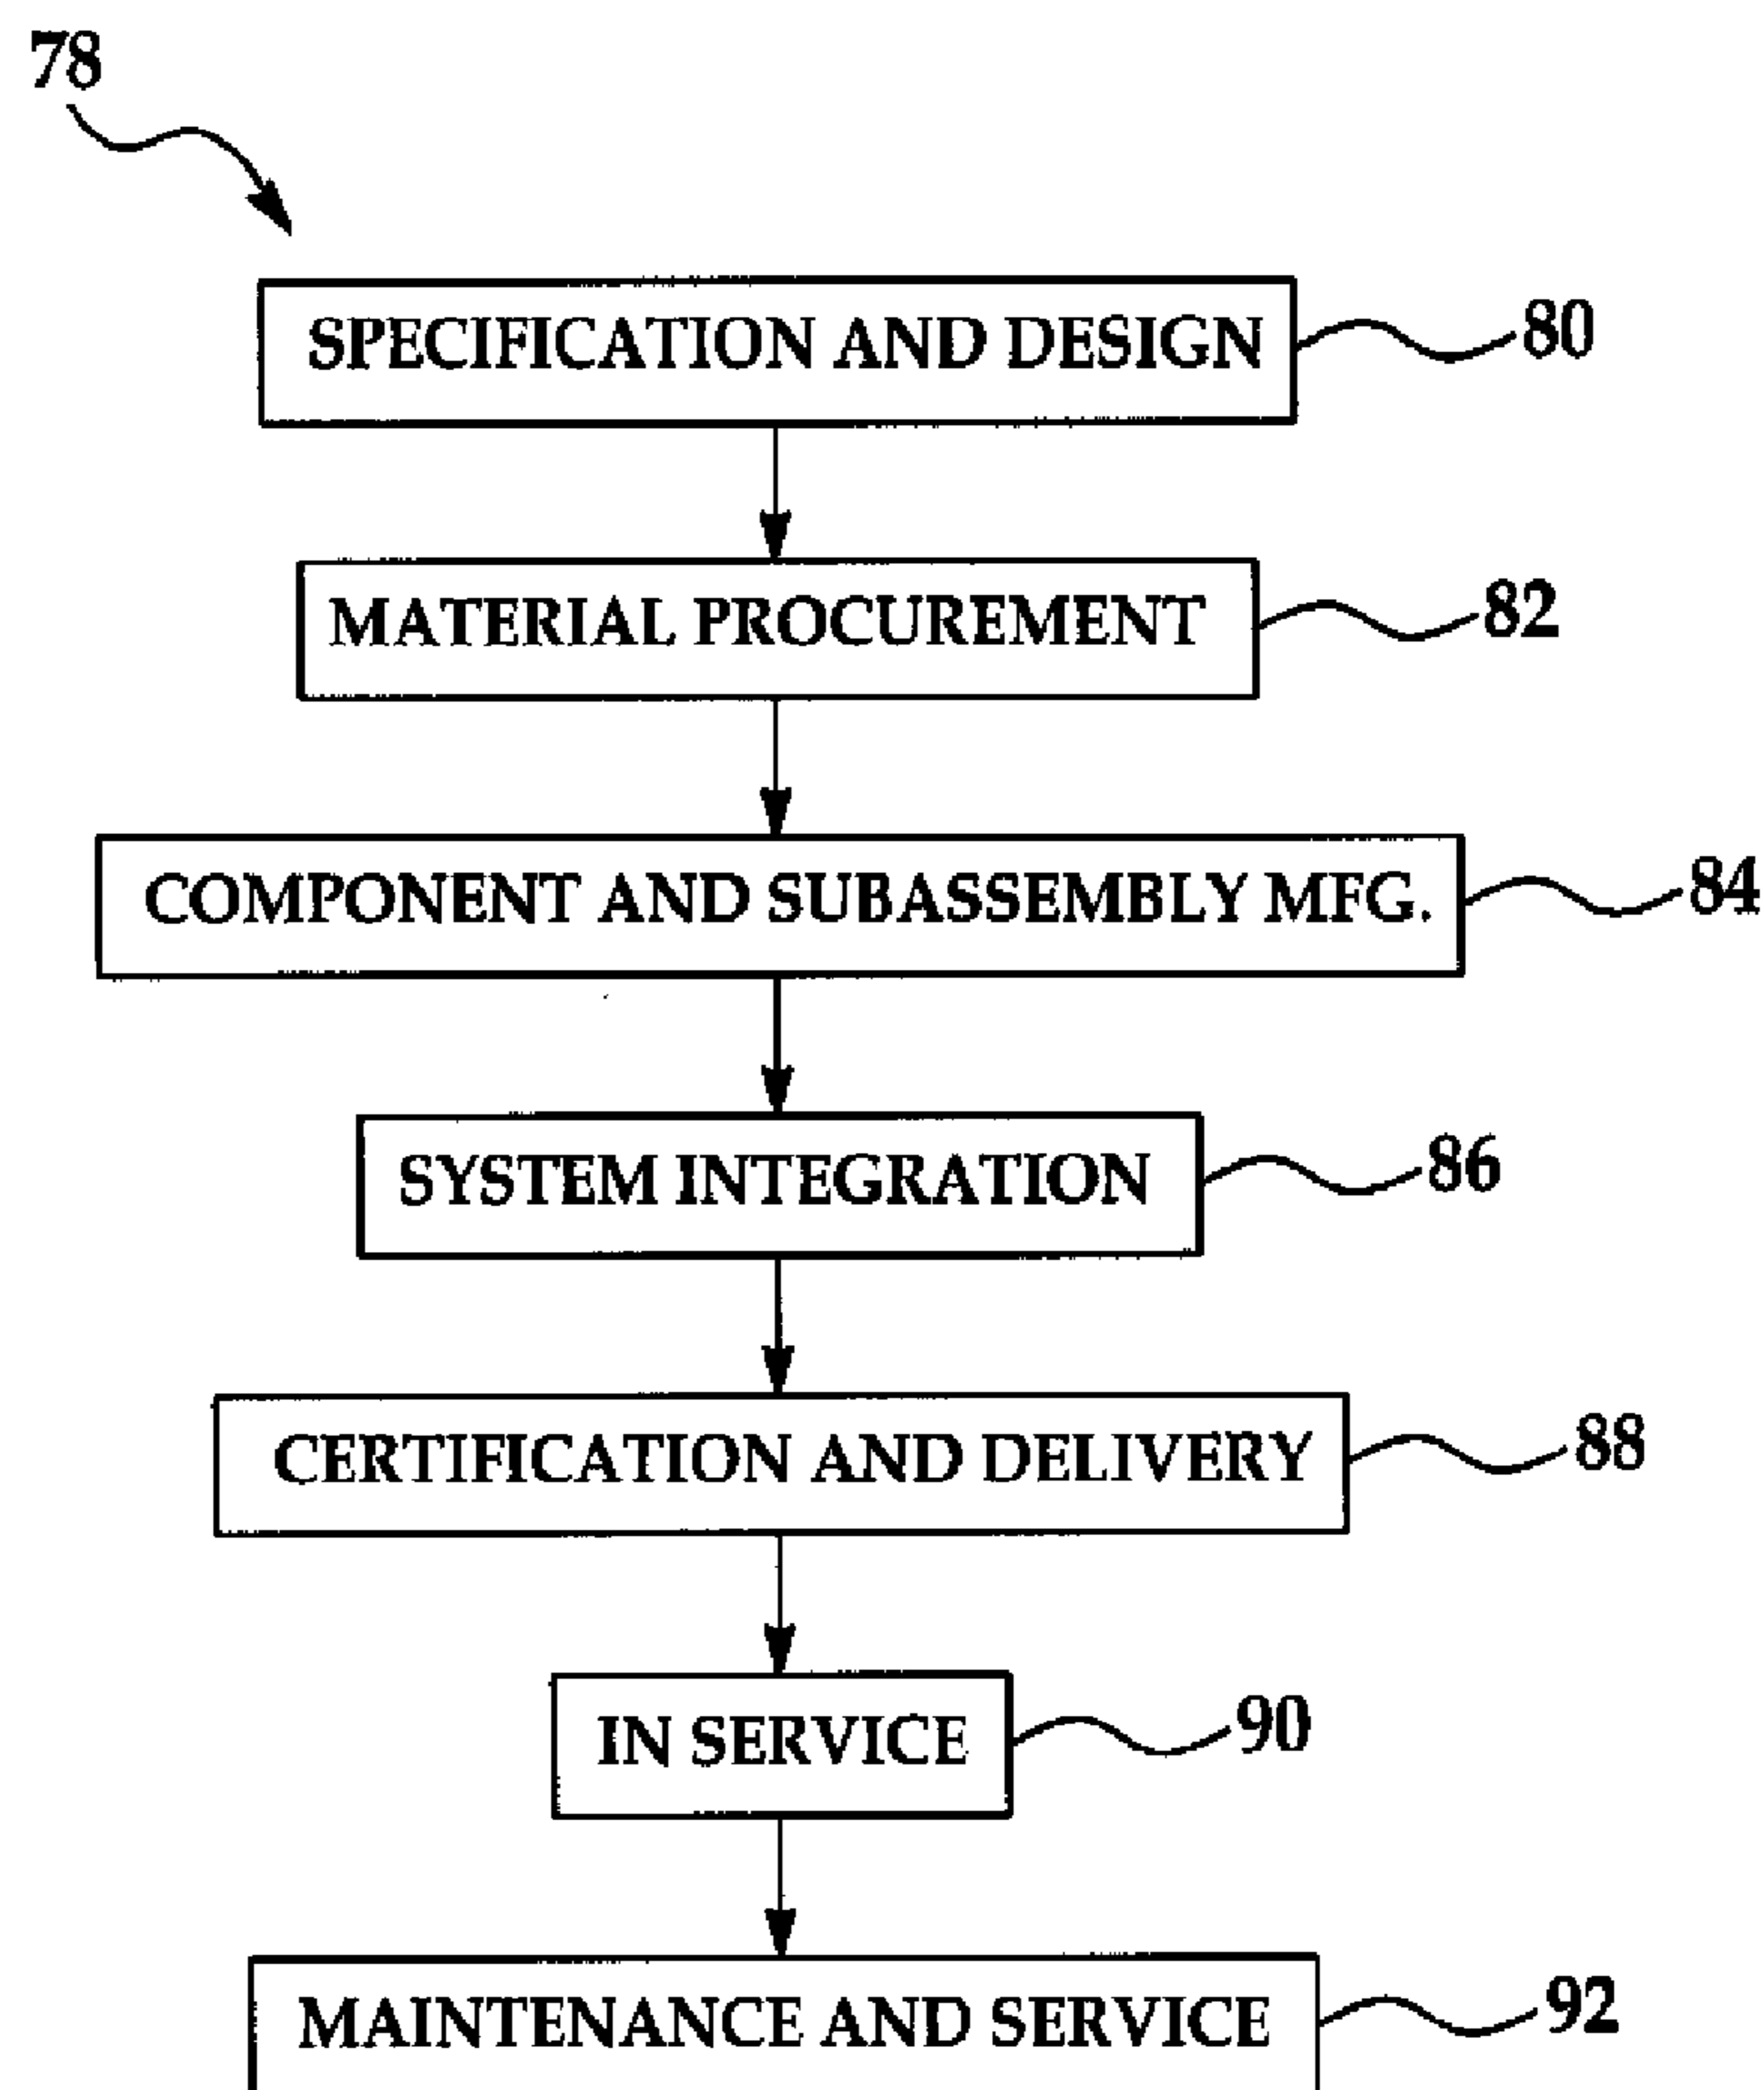 78
SPECIFICATION AND DESIGN 80
MATERIAL PROCUREMENT 82
COMPONENT AND SUBASSEMBLY MFG. 84
SYSTEM INTEGRATION 86
CERTIFICATION AND DELIVERY 88
IN SERVICE 90
MAINTENANCE AND SERVICE 92